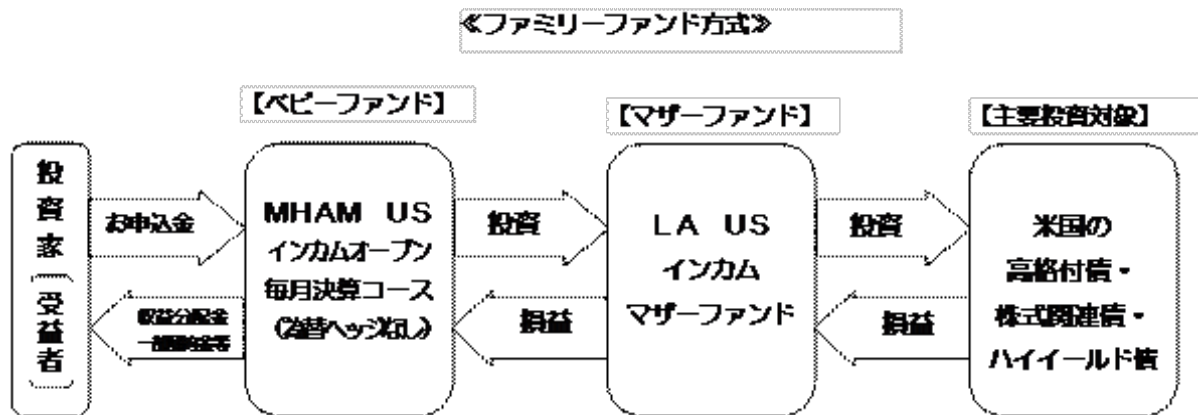 ≪ファミリーファンド方式≫
【ベビーファンド】
【マザーファンド】
【主要投資対象】
投資家
(受益者)
お申込金
収益分配金
MHAM US
インカムオープン
毎月決算コース
(為替ヘッジなし)
投資
損益
LA US
インカム
マザーファンド
投資
損益
米国の
高格付債・
株式関連債・
ハイイールド債